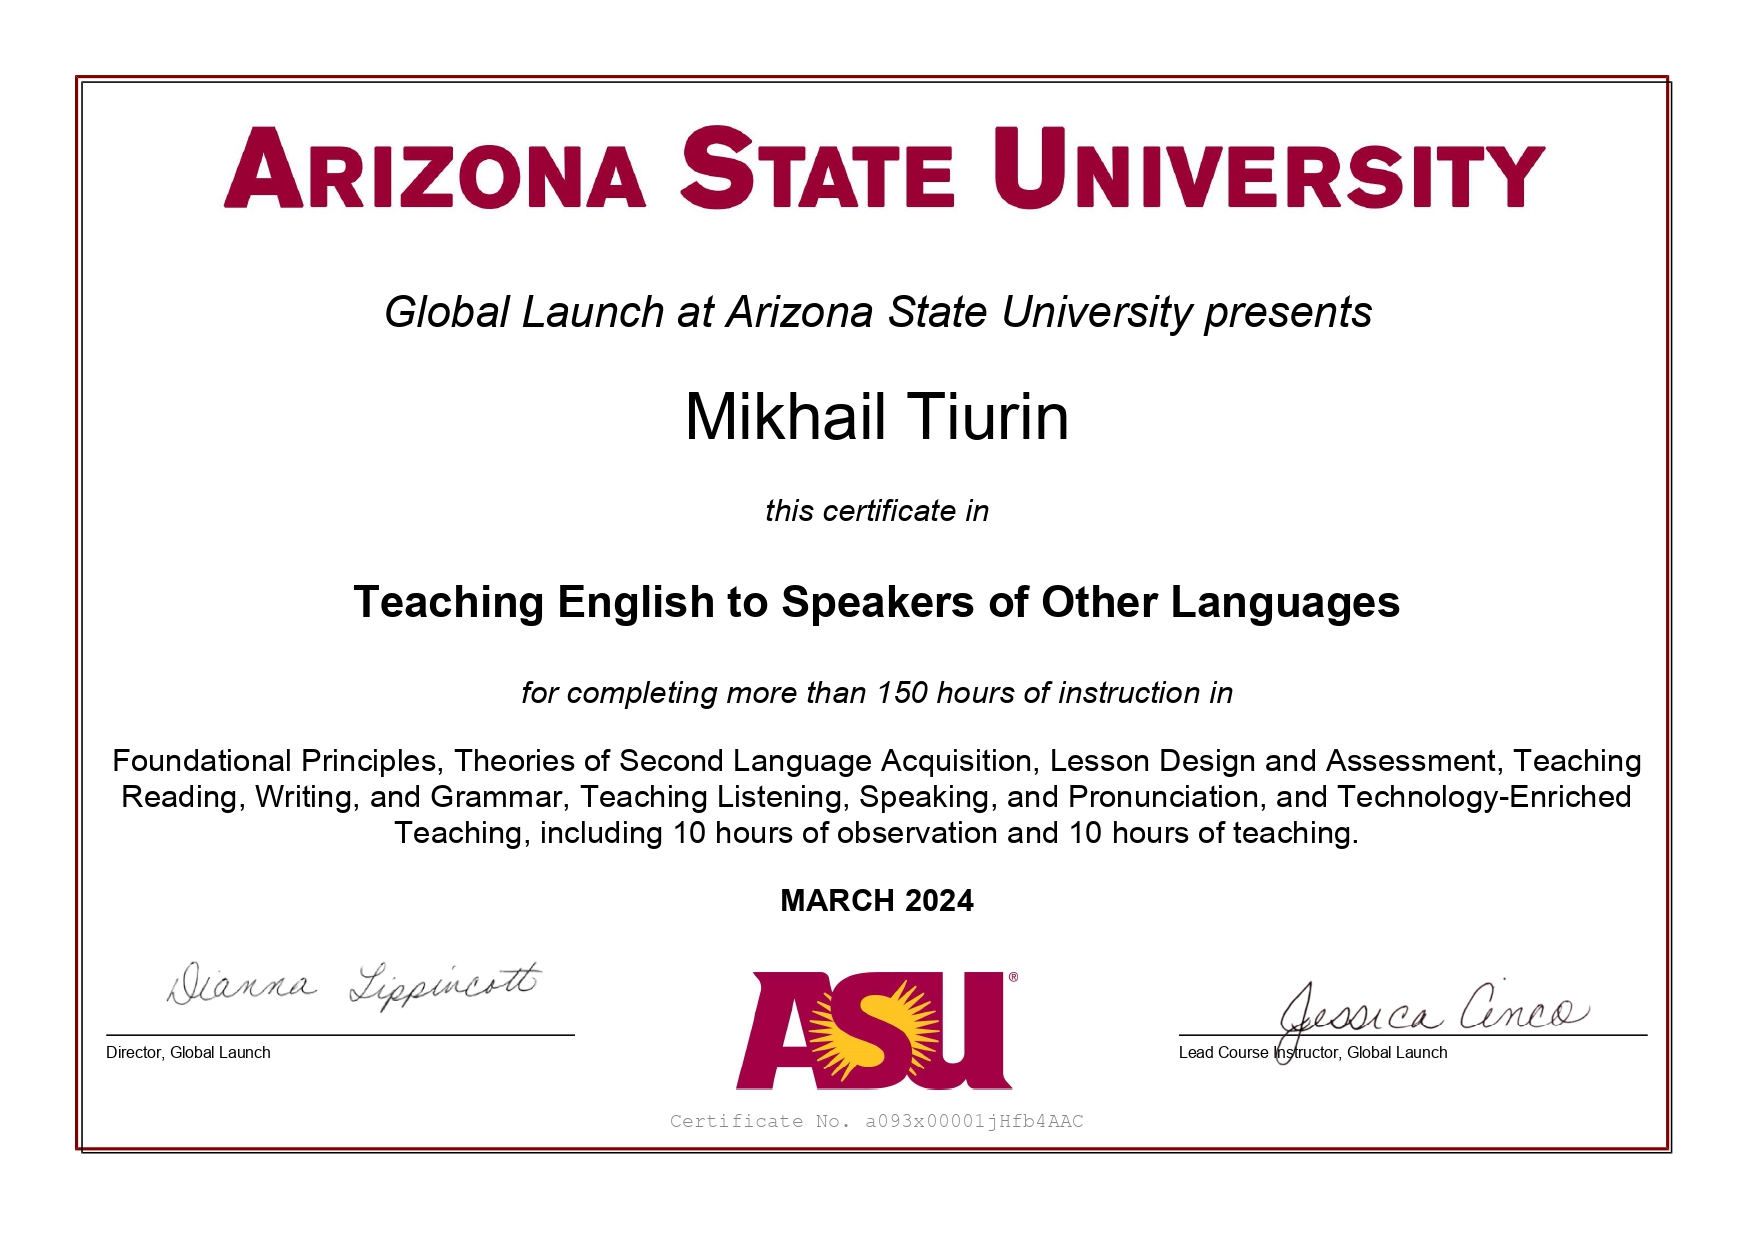 ARIZONA STATE UNIVERSITY
Global Launch at Arizona State University presents
Mikhail Tiurin
this certificate in
Teaching English to Speakers of Other Languages
for completing more than 150 hours of instruction in
Foundational Principles, Theories of Second Language Acquisition, Lesson Design and Assessment, Teaching
Reading, Writing, and Grammar, Teaching Listening, Speaking, and Pronunciation, and Technology-Enriched
Teaching, including 10 hours of observation and 10 hours of teaching.
MARCH 2024
Dianna Lippincott
Director, Global Launch
ASU®
Jessica Cinco
Lead Course Instructor, Global Launch
Certificate No. a093x00001jHfb4AAC